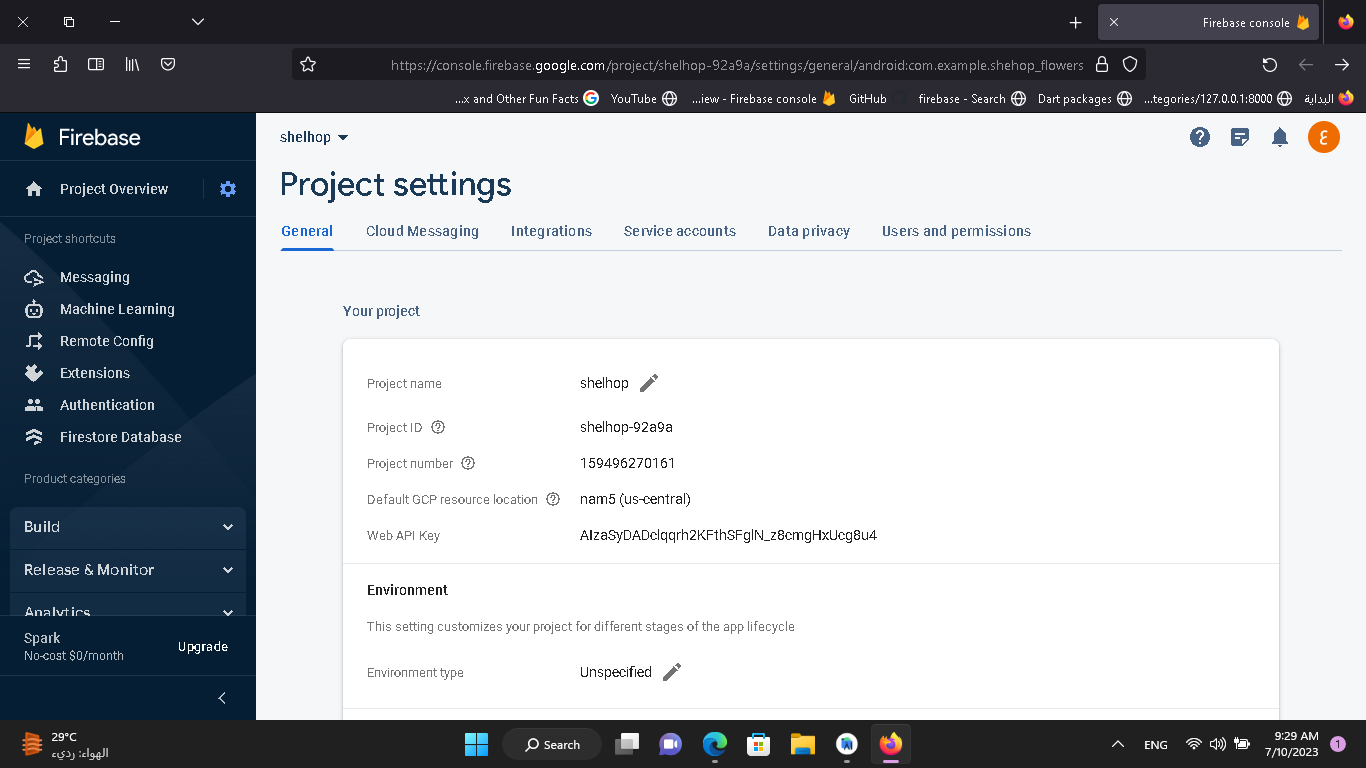 Firebase console
https://console.firebase.google.com/project/shelhop-92a9a/settings/general/android:com.example.shehop_flowers
...x and Other Fun Facts
YouTube
...iew - Firebase console
GitHub
firebase - Search
Dart packages
...tegories/127.0.0.1:8000
البداية
Firebase
Project Overview
Project shortcuts
Messaging
Machine Learning
Remote Config
Extensions
Authentication
Firestore Database
Product categories
Build
Release & Monitor
Analytics
Spark
No-cost $0/month
Upgrade
shelhop
ع
Project settings
General
Cloud Messaging
Integrations
Service accounts
Data privacy
Users and permissions
Your project
Project name
shelhop
Project ID
shelhop-92a9a
Project number
159496270161
Default GCP resource location
nam5 (us-central)
Web API Key
AIzaSyDADclqqrh2KFthSFglN_z8cmgHxUcg8u4
Environment
This setting customizes your project for different stages of the app lifecycle
Environment type
Unspecified
29°C
الهواء: رديء
Search
ENG
9:29 AM
7/10/2023
1